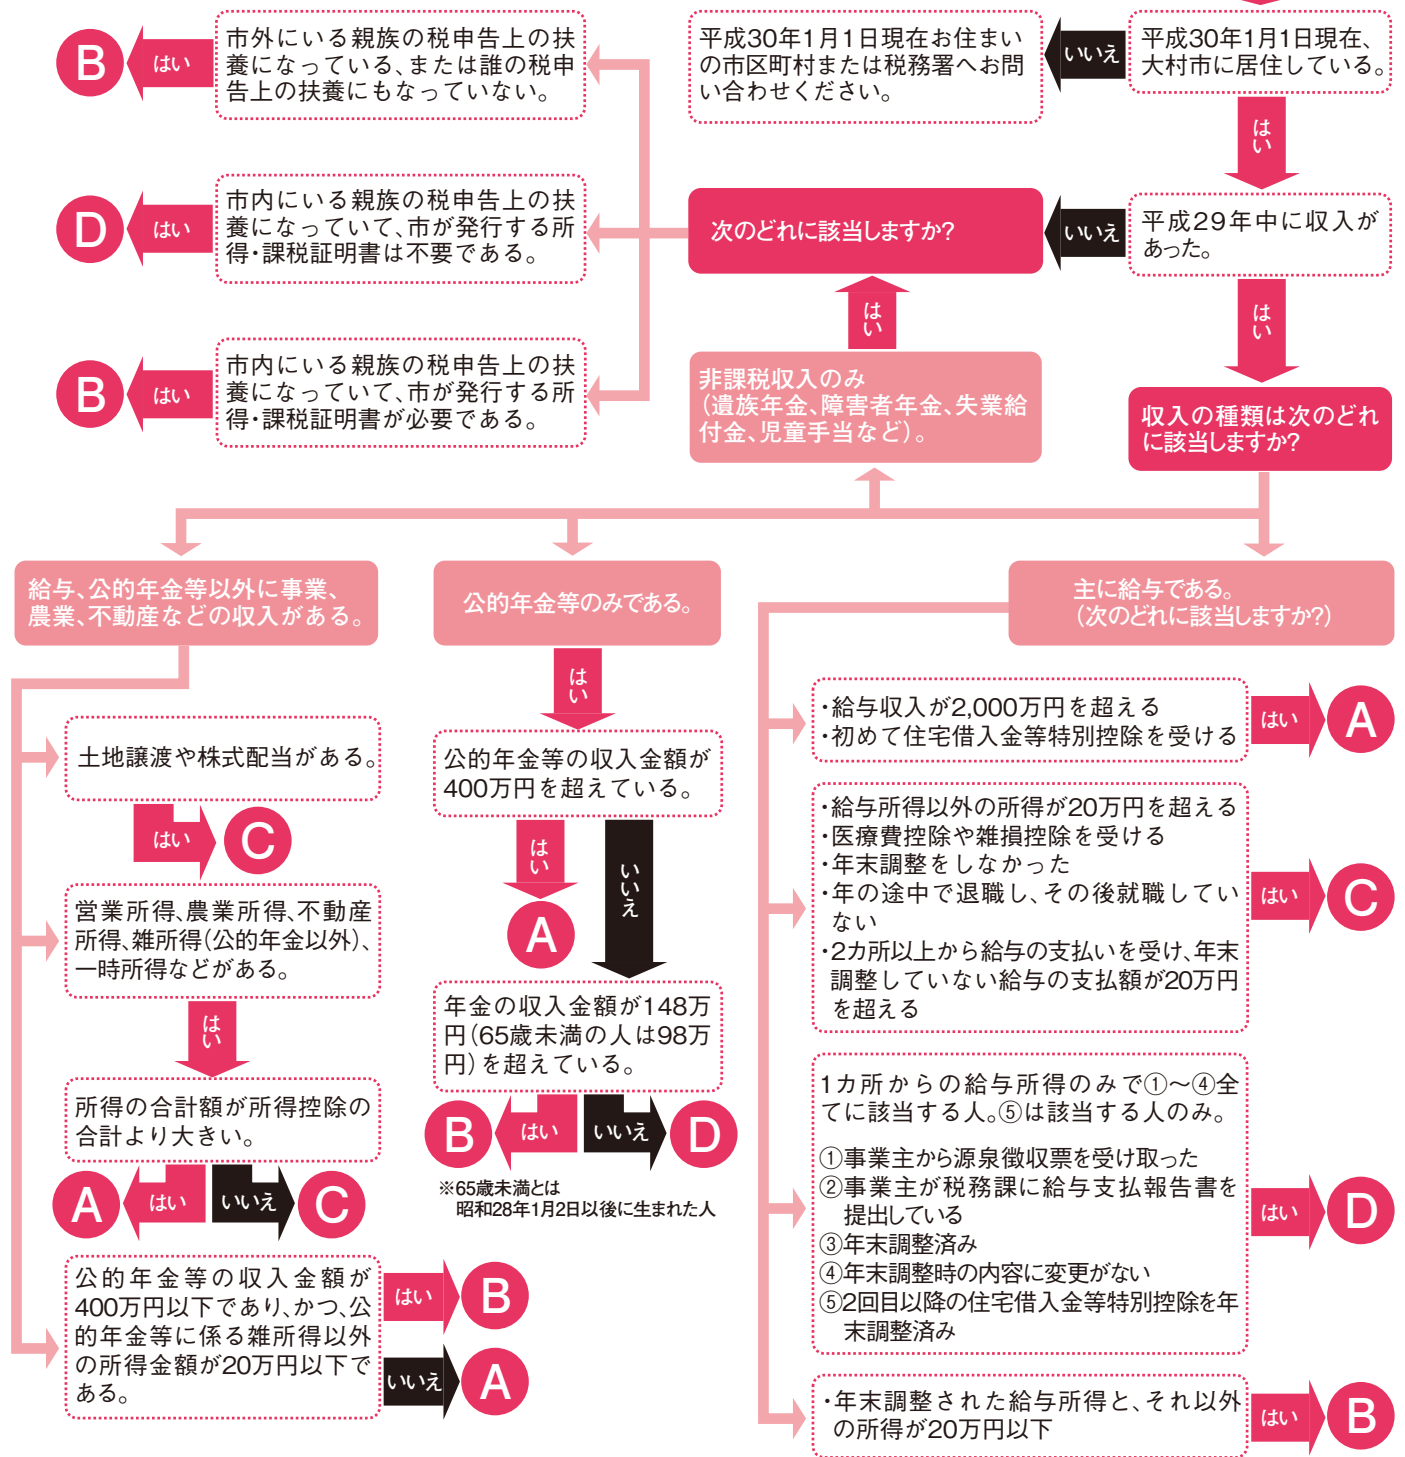 市外にいる親族の税申告上の扶
養になっている、または誰の税申
告上の扶養にもなっていない。
はい
B
平成30年1月1日現在お住まい
の市区町村または税務署へお問
い合わせください。
いいえ
平成30年1月1日現在、
大村市に居住している。
はい
市内にいる親族の税申告上の扶
養になっていて、市が発行する所
得・課税証明書は不要である。
はい
D
次のどれに該当しますか?
いいえ
平成29年中に収入が
あった。
はい
はい
市内にいる親族の税申告上の扶
養になっていて、市が発行する所
得・課税証明書が必要である。
はい
B
非課税収入のみ
(遺族年金、障害者年金、失業給
付金、児童手当など)。
収入の種類は次のどれ
に該当しますか?
給与、公的年金等以外に事業、
農業、不動産などの収入がある。
土地譲渡や株式配当がある。
はい
C
営業所得、農業所得、不動産
所得、雑所得(公的年金以外)、
一時所得などがある。
はい
所得の合計額が所得控除の
合計より大きい。
A
はい
いいえ
C
公的年金等の収入金額が
400万円以下であり、かつ、公
的年金等に係る雑所得以外
の所得金額が20万円以下で
ある。
はい
B
いいえ
A
公的年金等のみである。
はい
公的年金等の収入金額が
400万円を超えている。
はい
A
いいえ
年金の収入金額が148万
円(65歳未満の人は98万
円)を超えている。
B
はい
いいえ
D
※65歳未満とは
昭和28年1月2日以後に生まれた人
主に給与である。
(次のどれに該当しますか?)
・給与収入が2,000万円を超える
・初めて住宅借入金等特別控除を受ける
はい
A
・給与所得以外の所得が20万円を超える
・医療費控除や雑損控除を受ける
・年末調整をしなかった
・年の途中で退職し、その後就職してい
ない
・2カ所以上から給与の支払いを受け、年末
調整していない給与の支払額が20万円
を超える
はい
C
1カ所からの給与所得のみで①～④全
てに該当する人。⑤は該当する人のみ。
①事業主から源泉徴収票を受け取った
②事業主が税務課に給与支払報告書を
提出している
③年末調整済み
④年末調整時の内容に変更がない
⑤2回目以降の住宅借入金等特別控除を年
末調整済み
はい
D
・年末調整された給与所得と、それ以外
の所得が20万円以下
はい
B